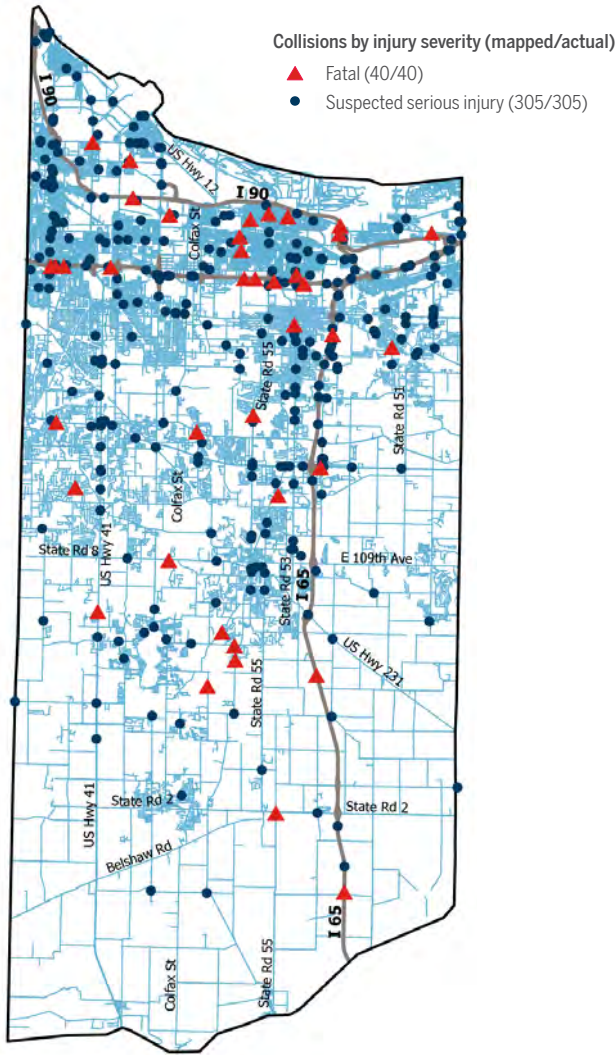 Collisions by injury severity (mapped/actual)
Fatal (40/40)
Suspected serious injury (305/305)
I 90
US Hwy 12
I 90
Colfax St
State Rd 55
State Rd 51
Colfax St
US Hwy 41
State Rd 8
State Rd 53
E 109th Ave
I 65
US Hwy 231
State Rd 55
US Hwy 41
State Rd 2
State Rd 2
Belshaw Rd
I 65
Colfax St
State Rd 55